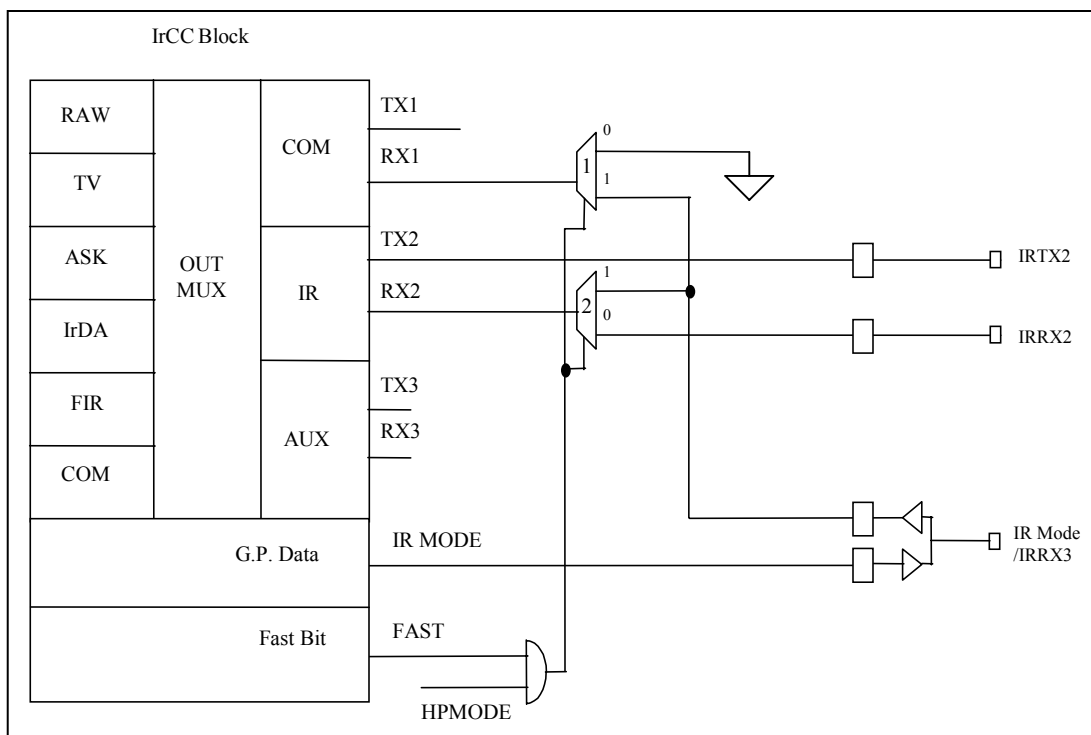 IrCC Block
RAW
TV
ASK
IrDA
FIR
COM
OUT
MUX
COM
IR
AUX
TX1
RX1
TX2
RX2
TX3
RX3
G.P. Data
IR MODE
Fast Bit
FAST
HPMODE
0
1
1
1
2
0
IRTX2
IRRX2
IR Mode
/IRRX3